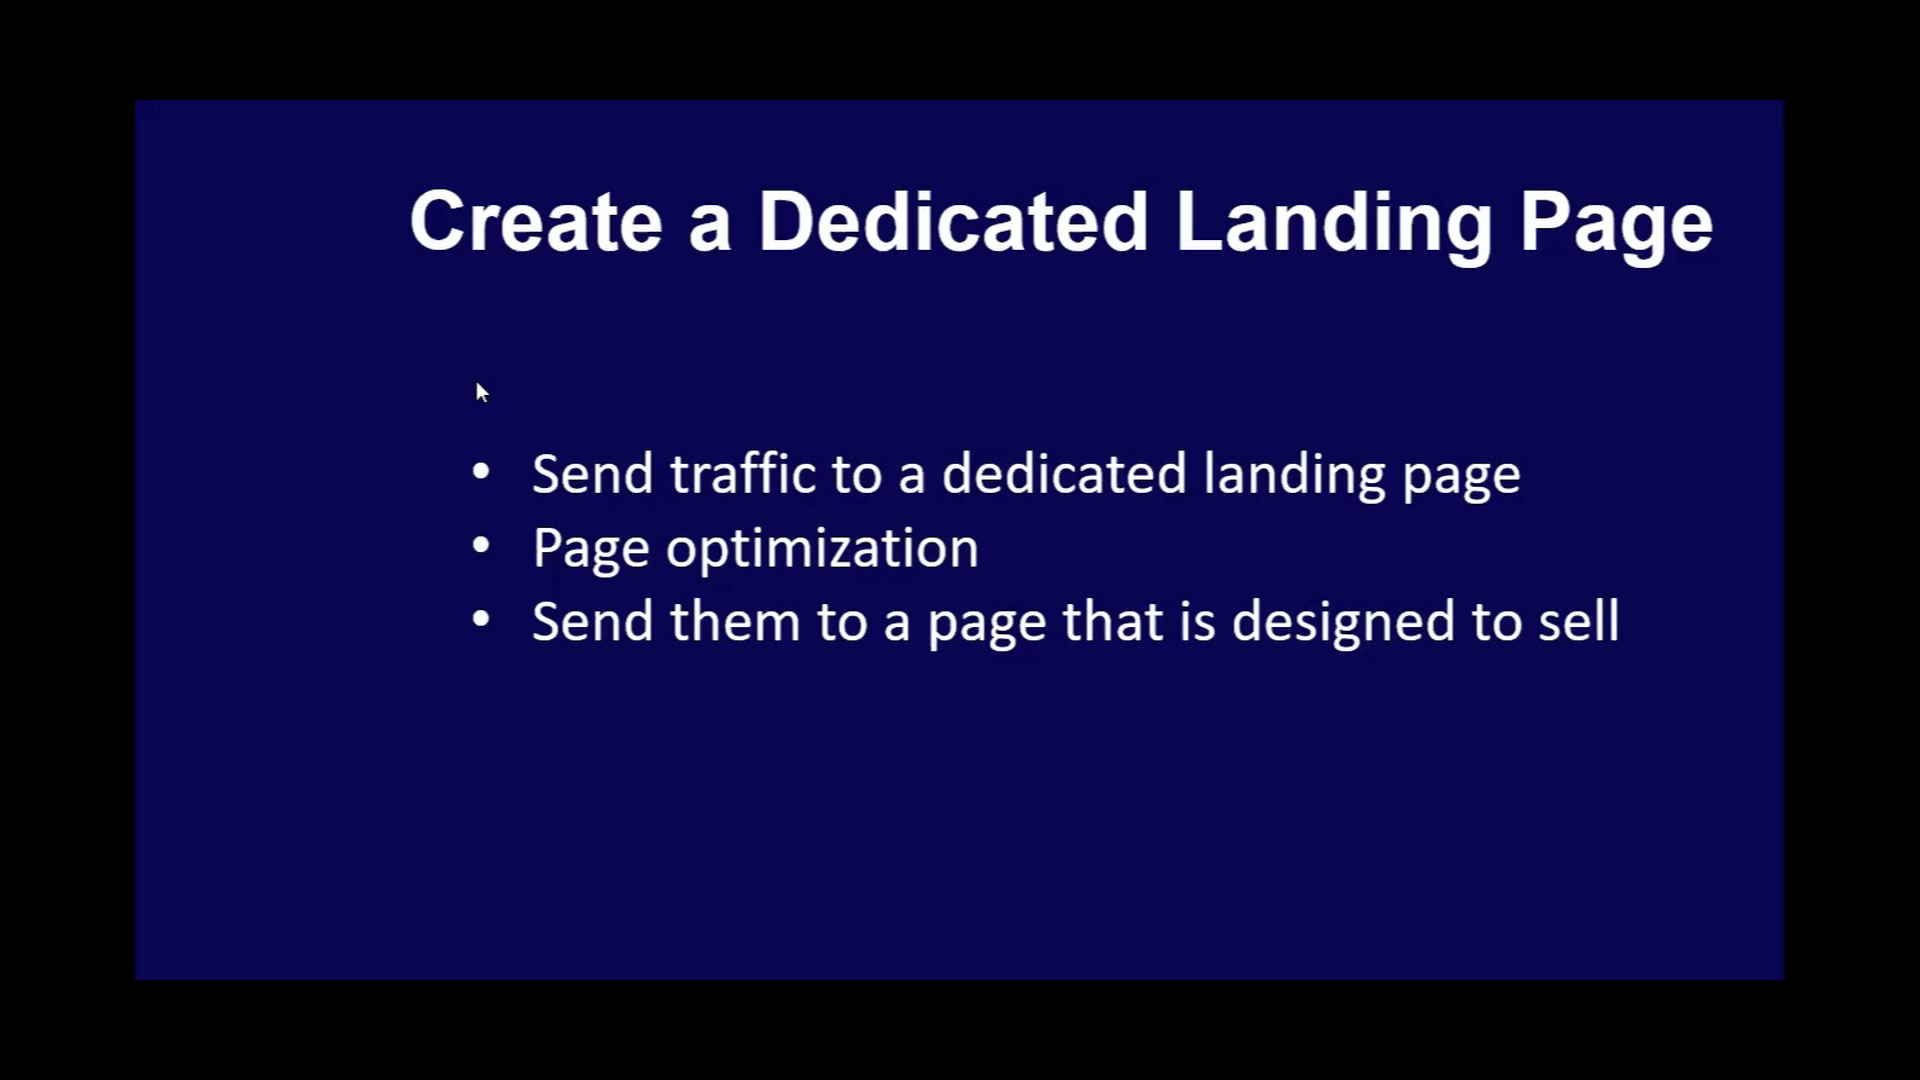 Create a Dedicated Landing Page
• Send traffic to a dedicated landing page
• Page optimization
• Send them to a page that is designed to sell